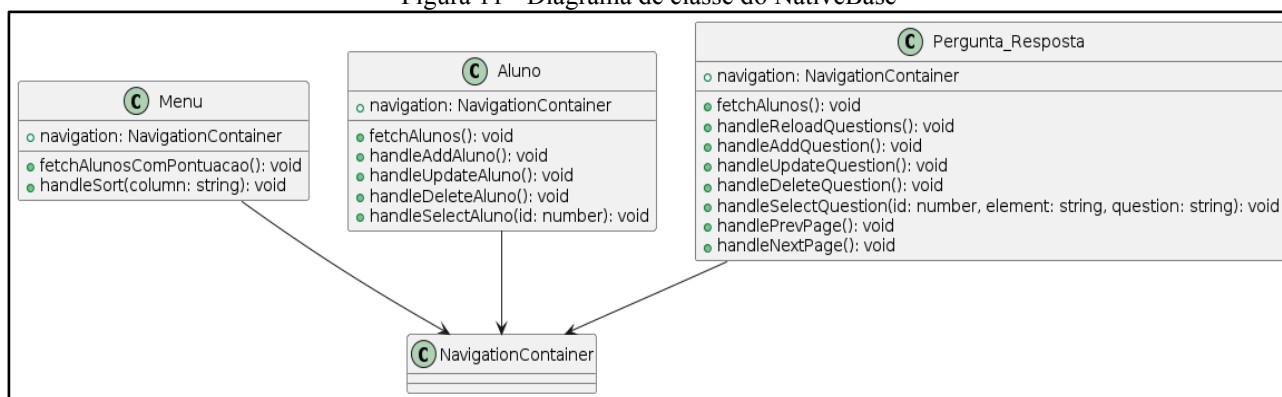 Figura 11 - Diagrama de classe do NativeBase
C Menu
navigation: NavigationContainer
fetchAlunosComPontuacao(): void
handleSort(column: string): void
C Aluno
navigation: NavigationContainer
fetchAlunos(): void
handleAddAluno(): void
handleUpdateAluno(): void
handleDeleteAluno(): void
handleSelectAluno(id: number): void
C Pergunta_Resposta
navigation: NavigationContainer
fetchAlunos(): void
handleReloadQuestions(): void
handleAddQuestion(): void
handleUpdateQuestion(): void
handleDeleteQuestion(): void
handleSelectQuestion(id: number, element: string, question: string): void
handlePrevPage(): void
handleNextPage(): void
C NavigationContainer